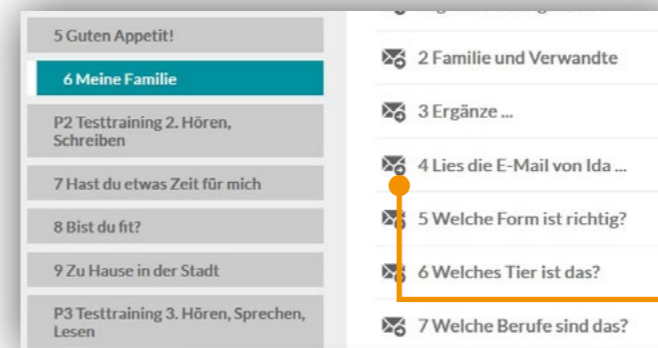 5 Guten Appetit!
6 Meine Familie
P2 Testtraining 2. Hören,
Schreiben
7 Hast du etwas Zeit für mich
8 Bist du fit?
9 Zu Hause in der Stadt
P3 Testtraining 3. Hören, Sprechen,
Lesen
2 Familie und Verwandte
3 Ergänze ...
4 Lies die E-Mail von Ida ...
5 Welche Form ist richtig?
6 Welches Tier ist das?
7 Welche Berufe sind das?